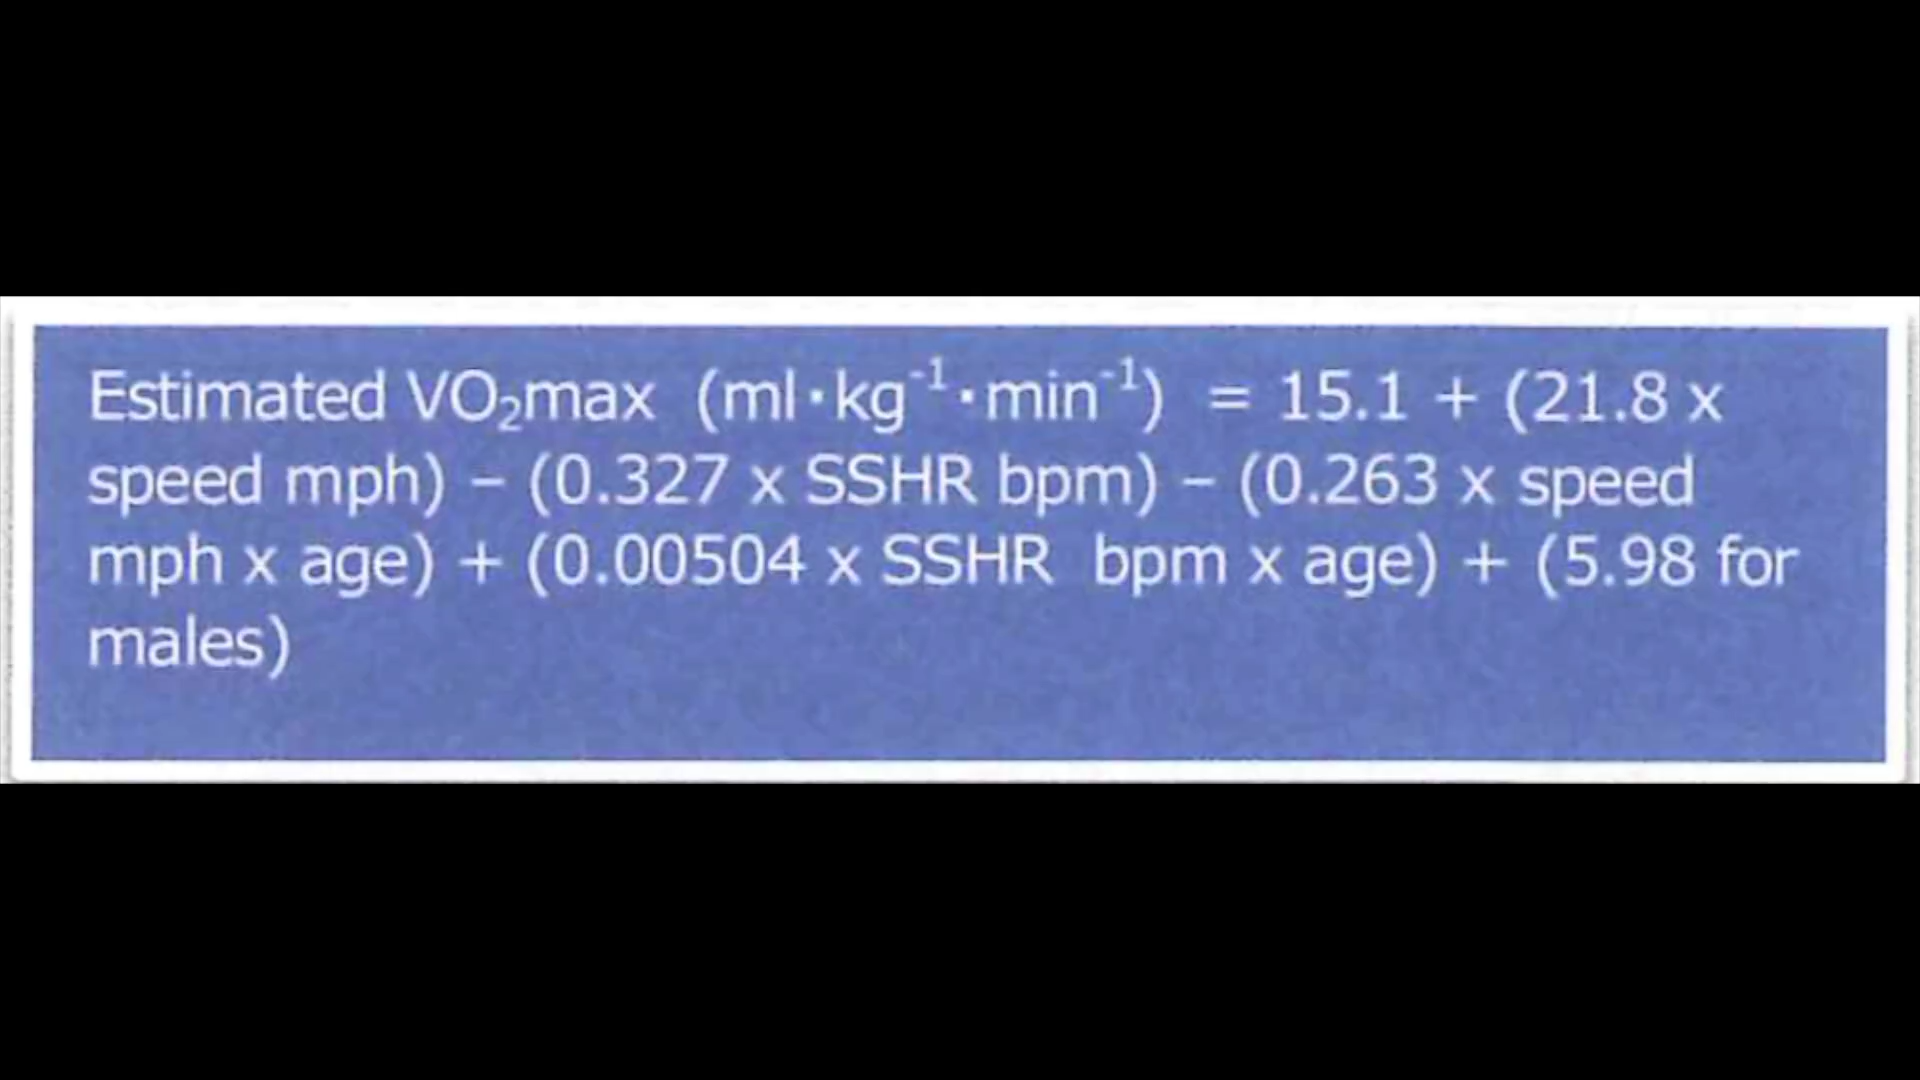 Estimated VO₂max (ml·kg⁻¹·min⁻¹) = 15.1 + (21.8 x
speed mph) – (0.327 x SSHR bpm) – (0.263 x speed
mph x age) + (0.00504 x SSHR bpm x age) + (5.98 for
males)